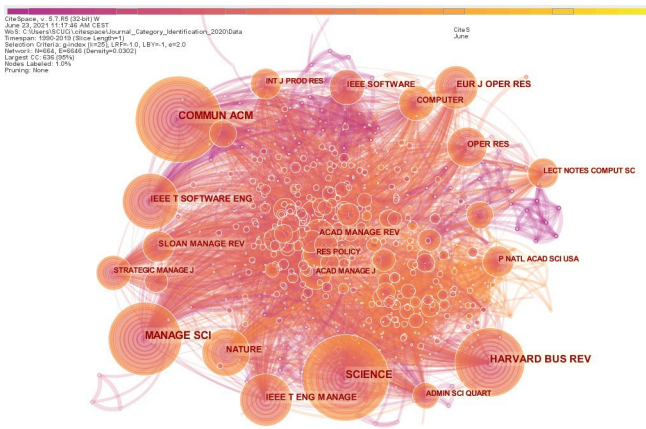 CiteSpace, v. 5.7.R5 (32-bit) W
June 23, 2021 11:17:46 AM CEST
WoS: C:\Users\SCUG\.citespace\Journal_Category_Identification_2020\Data
Timespan: 1990-2019 (Slice Length=1)
Selection Criteria: g-index (k=25), LRF=1.0, LBY=-1, e=2.0
Network: N=664, E=6646 (Density=0.0302)
Largest CC: 636 (95%)
Nodes Labeled: 1.0%
Pruning: None
CiteS
June
INT J PROD RES
IEEE SOFTWARE
EUR J OPER RES
COMPUTER
COMMUN ACM
OPER RES
LECT NOTES COMPUT SC
IEEE T SOFTWARE ENG
ACAD MANAGE REV
SLOAN MANAGE REV
RES POLICY
P NATL ACAD SCI USA
STRATEGIC MANAGE J
ACAD MANAGE J
MANAGE SCI
NATURE
HARVARD BUS REV
SCIENCE
ADMIN SCI QUART
IEEE T ENG MANAGE